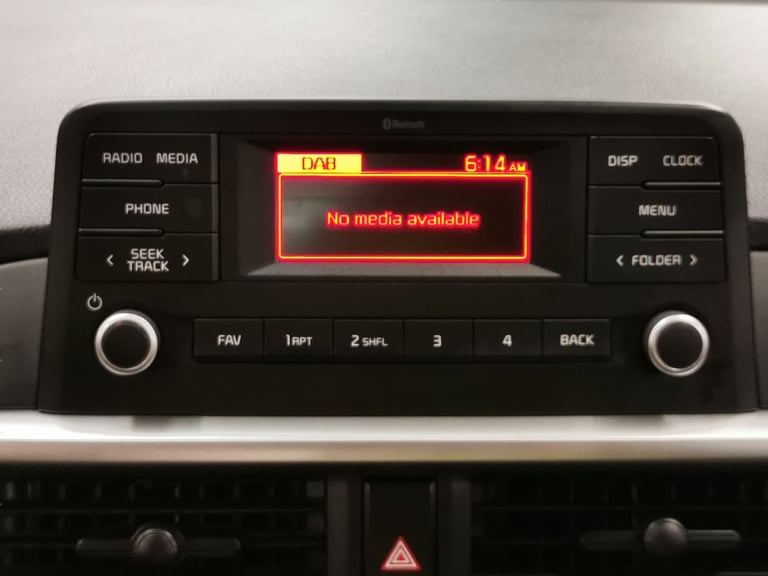 Bluetooth
RADIO MEDIA
DAB 6:14 AM
DISP CLOCK
PHONE
No media available
MENU
< SEEK TRACK >
< FOLDER >
FAV 1 RPT 2 SHFL 3 4 BACK